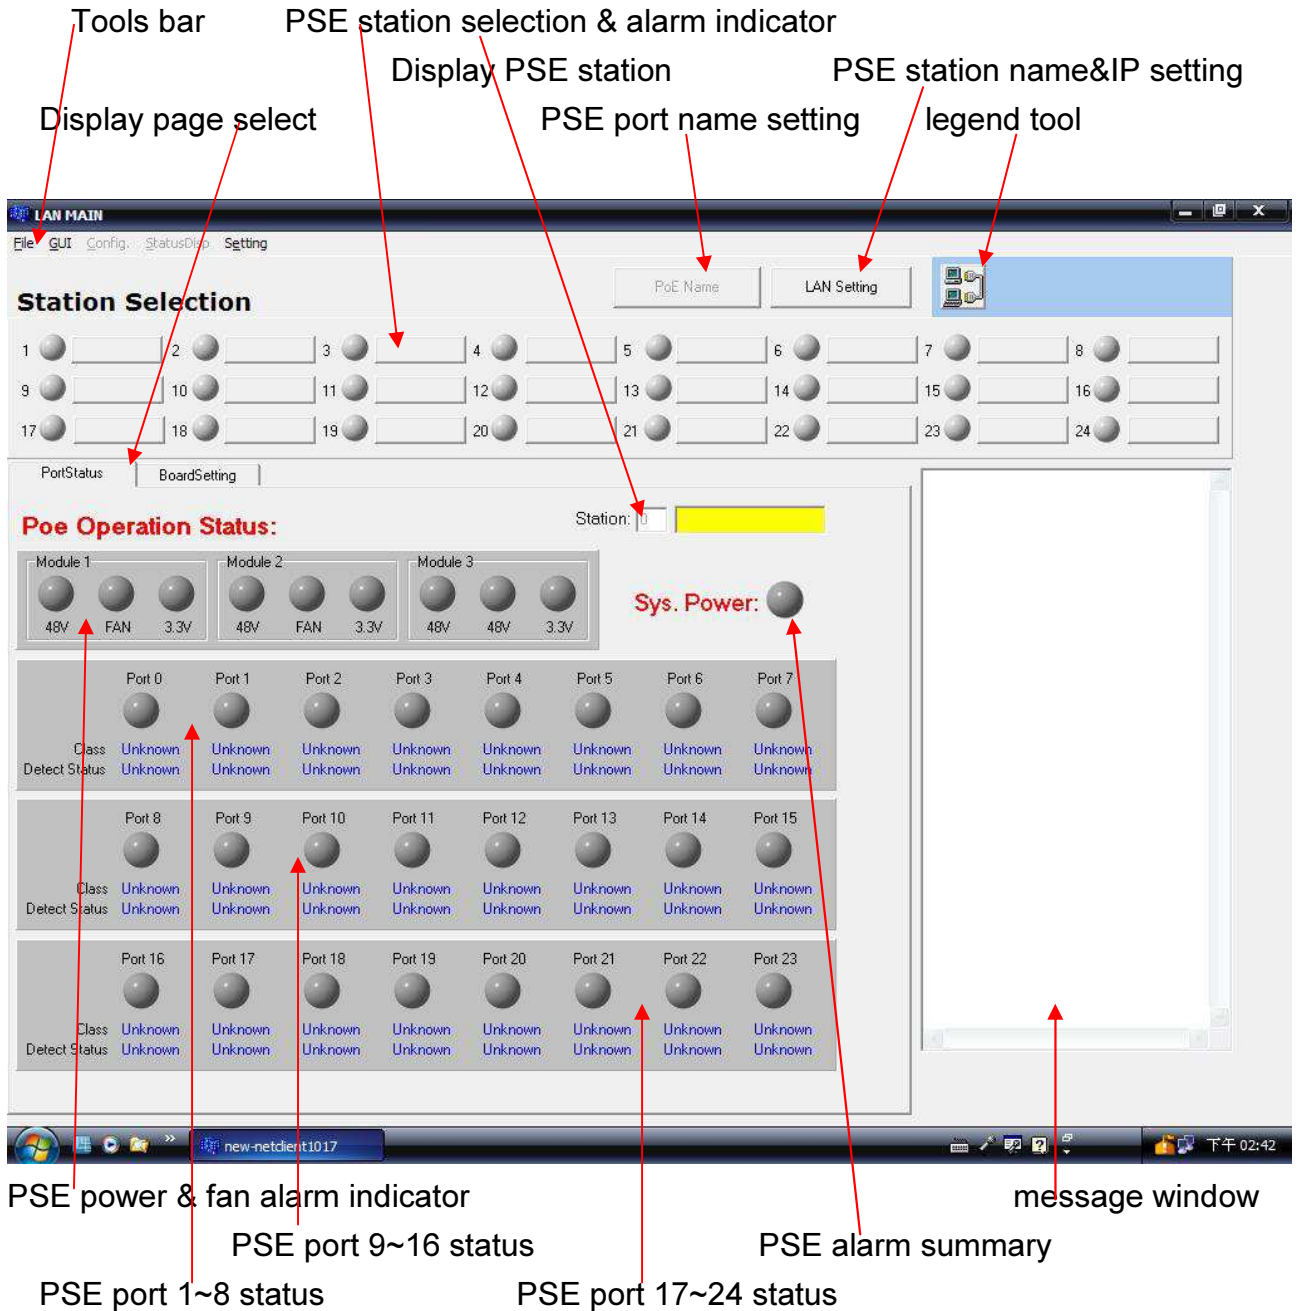 Tools bar PSE station selection & alarm indicator
Display PSE station PSE station name&IP setting
Display page select PSE port name setting legend tool
LAN MAIN
File GUI Config. StatusDisp Setting
Station Selection PoE Name LAN Setting
1 2 3 4 5 6 7 8
9 10 11 12 13 14 15 16
17 18 19 20 21 22 23 24
PortStatus BoardSetting
Poe Operation Status: Station: 0
Module 1 Module 2 Module 3
Sys. Power:
48V FAN 3.3V 48V FAN 3.3V 48V 48V 3.3V
Port 0 Port 1 Port 2 Port 3 Port 4 Port 5 Port 6 Port 7
Class Unknown Unknown Unknown Unknown Unknown Unknown Unknown Unknown
Detect Status Unknown Unknown Unknown Unknown Unknown Unknown Unknown Unknown
Port 8 Port 9 Port 10 Port 11 Port 12 Port 13 Port 14 Port 15
Class Unknown Unknown Unknown Unknown Unknown Unknown Unknown Unknown
Detect Status Unknown Unknown Unknown Unknown Unknown Unknown Unknown Unknown
Port 16 Port 17 Port 18 Port 19 Port 20 Port 21 Port 22 Port 23
Class Unknown Unknown Unknown Unknown Unknown Unknown Unknown Unknown
Detect Status Unknown Unknown Unknown Unknown Unknown Unknown Unknown Unknown
new-netclient1017 下午 02:42
PSE power & fan alarm indicator message window
PSE port 9~16 status PSE alarm summary
PSE port 1~8 status PSE port 17~24 status